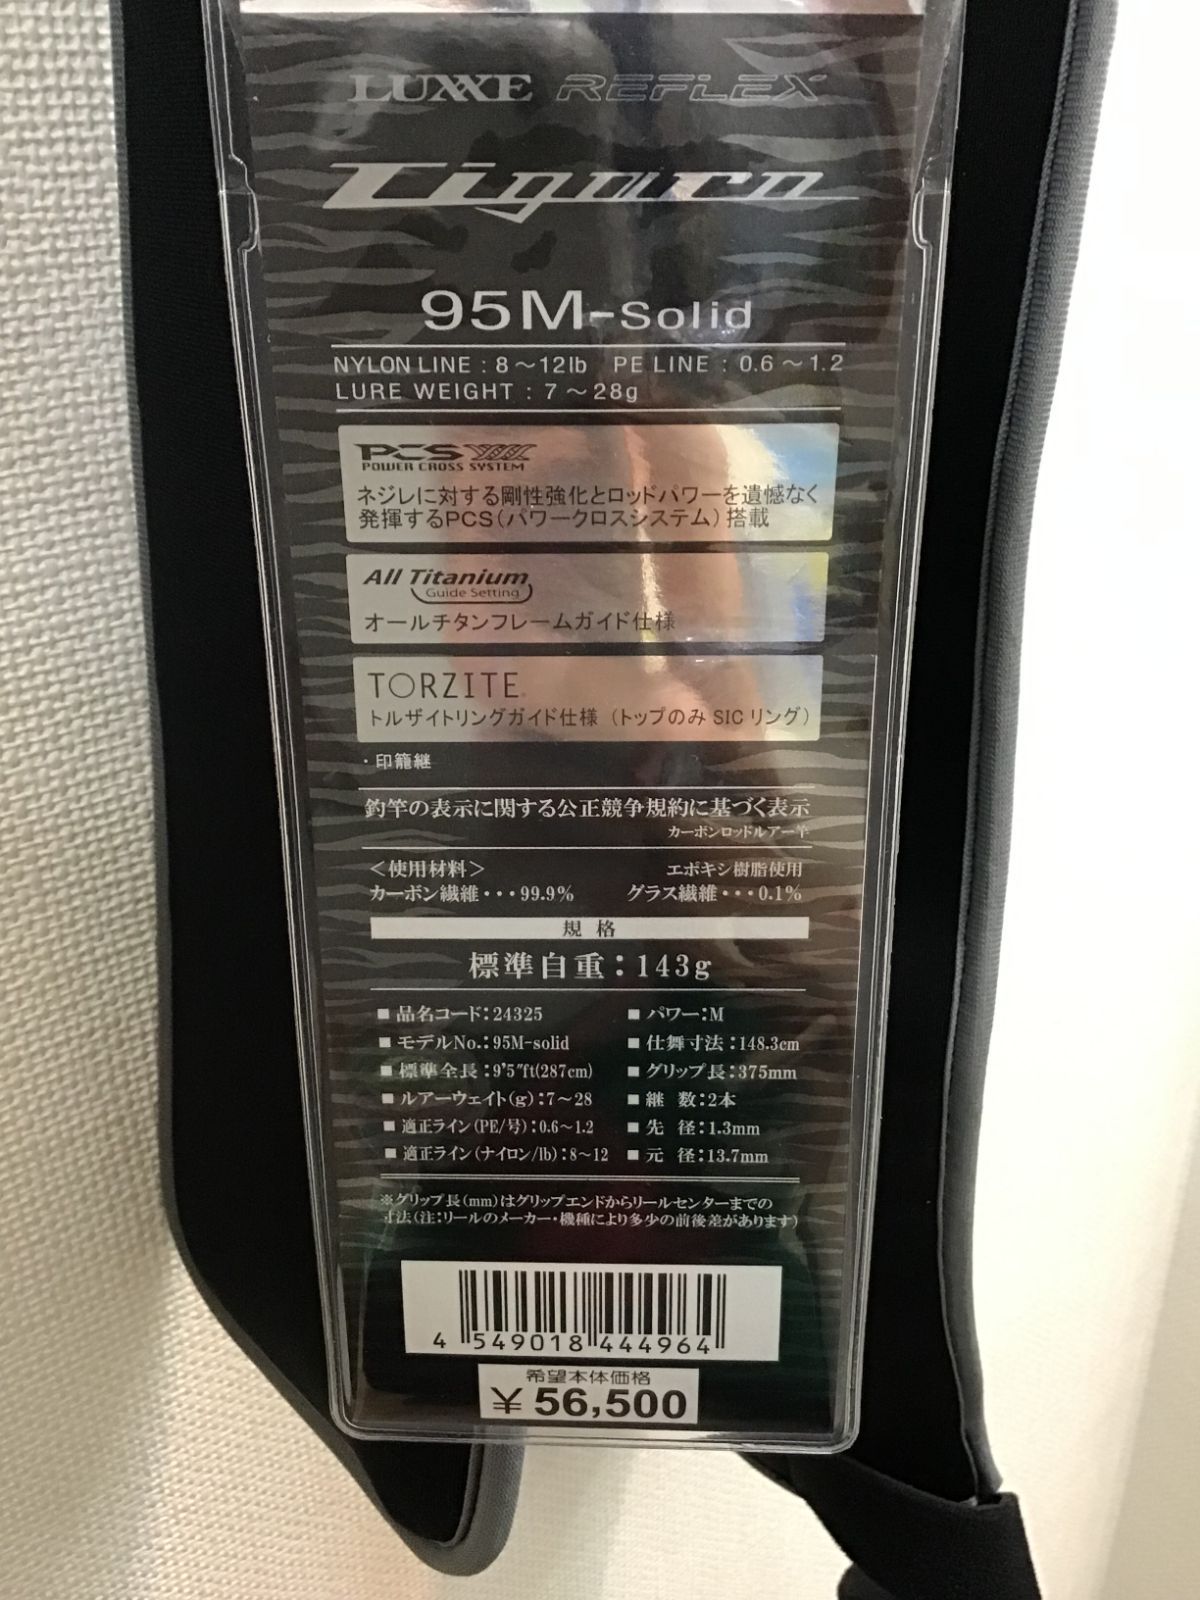 LUXXE REFLEX
Tiguro
95M-Solid
NYLON LINE : 8～12lb PE LINE : 0.6～1.2
LURE WEIGHT : 7～28g
PCS
POWER CROSS SYSTEM
ネジレに対する剛性強化とロッドパワーを遺憾なく
発揮するPCS(パワークロスシステム)搭載
All Titanium
Guide Setting
オールチタンフレームガイド仕様
TORZITE®
トルザイトリングガイド仕様(トップのみ SIC リング)
・印籠継
釣竿の表示に関する公正競争規約に基づく表示
カーボンロッドルアー竿
＜使用材料＞ エポキシ樹脂使用
カーボン繊維・・・99.9% グラス繊維・・・0.1%
規格
標準自重：143g
■ 品名コード：24325 ■ パワー：M
■ モデルNo.：95M-solid ■ 仕舞寸法：148.3cm
■ 標準全長：9'5"ft(287cm) ■ グリップ長：375mm
■ ルアーウェイト(g)：7～28 ■ 継 数：2本
■ 適正ライン(PE/号)：0.6～1.2 ■ 先 径：1.3mm
■ 適正ライン(ナイロン/lb)：8～12 ■ 元 径：13.7mm
※グリップ長(mm)はグリップエンドからリールセンターまでの
寸法(注：リールのメーカー・機種により多少の前後差があります)
4 549018 444964
希望本体価格
¥ 56,500